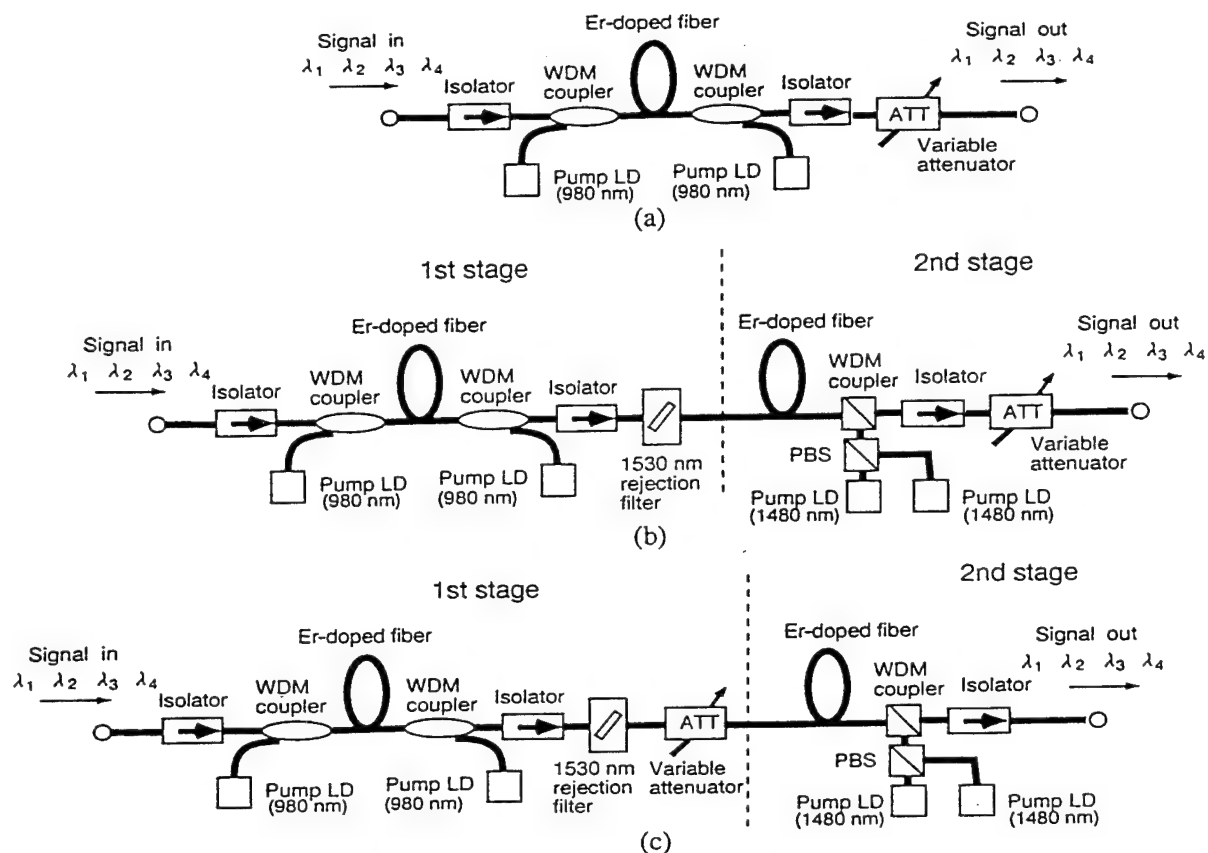 Er-doped fiber
Signal in
λ1 λ2 λ3 λ4
Isolator
WDM
coupler
WDM
coupler
Isolator
Signal out
λ1 λ2 λ3 λ4
ATT
Variable
attenuator
Pump LD
(980 nm)
Pump LD
(980 nm)
(a)
1st stage
2nd stage
Er-doped fiber
Signal in
λ1 λ2 λ3 λ4
Isolator
WDM
coupler
WDM
coupler
Isolator
1530 nm
rejection
filter
Pump LD
(980 nm)
Pump LD
(980 nm)
Er-doped fiber
WDM
coupler
Isolator
Signal out
λ1 λ2 λ3 λ4
ATT
Variable
attenuator
PBS
Pump LD
(1480 nm)
Pump LD
(1480 nm)
(b)
1st stage
2nd stage
Er-doped fiber
Signal in
λ1 λ2 λ3 λ4
Isolator
WDM
coupler
WDM
coupler
Isolator
ATT
1530 nm
rejection
filter
Variable
attenuator
Pump LD
(980 nm)
Pump LD
(980 nm)
Er-doped fiber
WDM
coupler
Isolator
Signal out
λ1 λ2 λ3 λ4
PBS
Pump LD
(1480 nm)
Pump LD
(1480 nm)
(c)